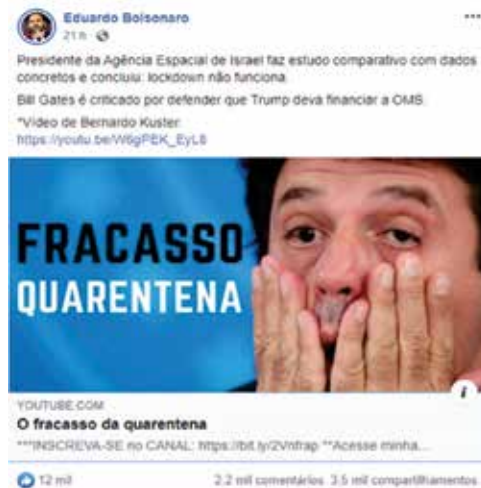 Eduardo Bolsonaro
21 h
Presidente da Agência Espacial de Israel faz estudo comparativo com dados
concretos e concluiu: lockdown não funciona.
Bill Gates é criticado por defender que Trump deva financiar a OMS.
*Vídeo de Bernardo Kuster:
https://youtu.be/W6gPEK_EyL8
FRACASSO
QUARENTENA
YOUTUBE.COM
O fracasso da quarentena
***INSCREVA-SE no CANAL: https://bit.ly/2Vnfrap **Acesse minha...
12 mil
2,2 mil comentários 3,5 mil compartilhamentos